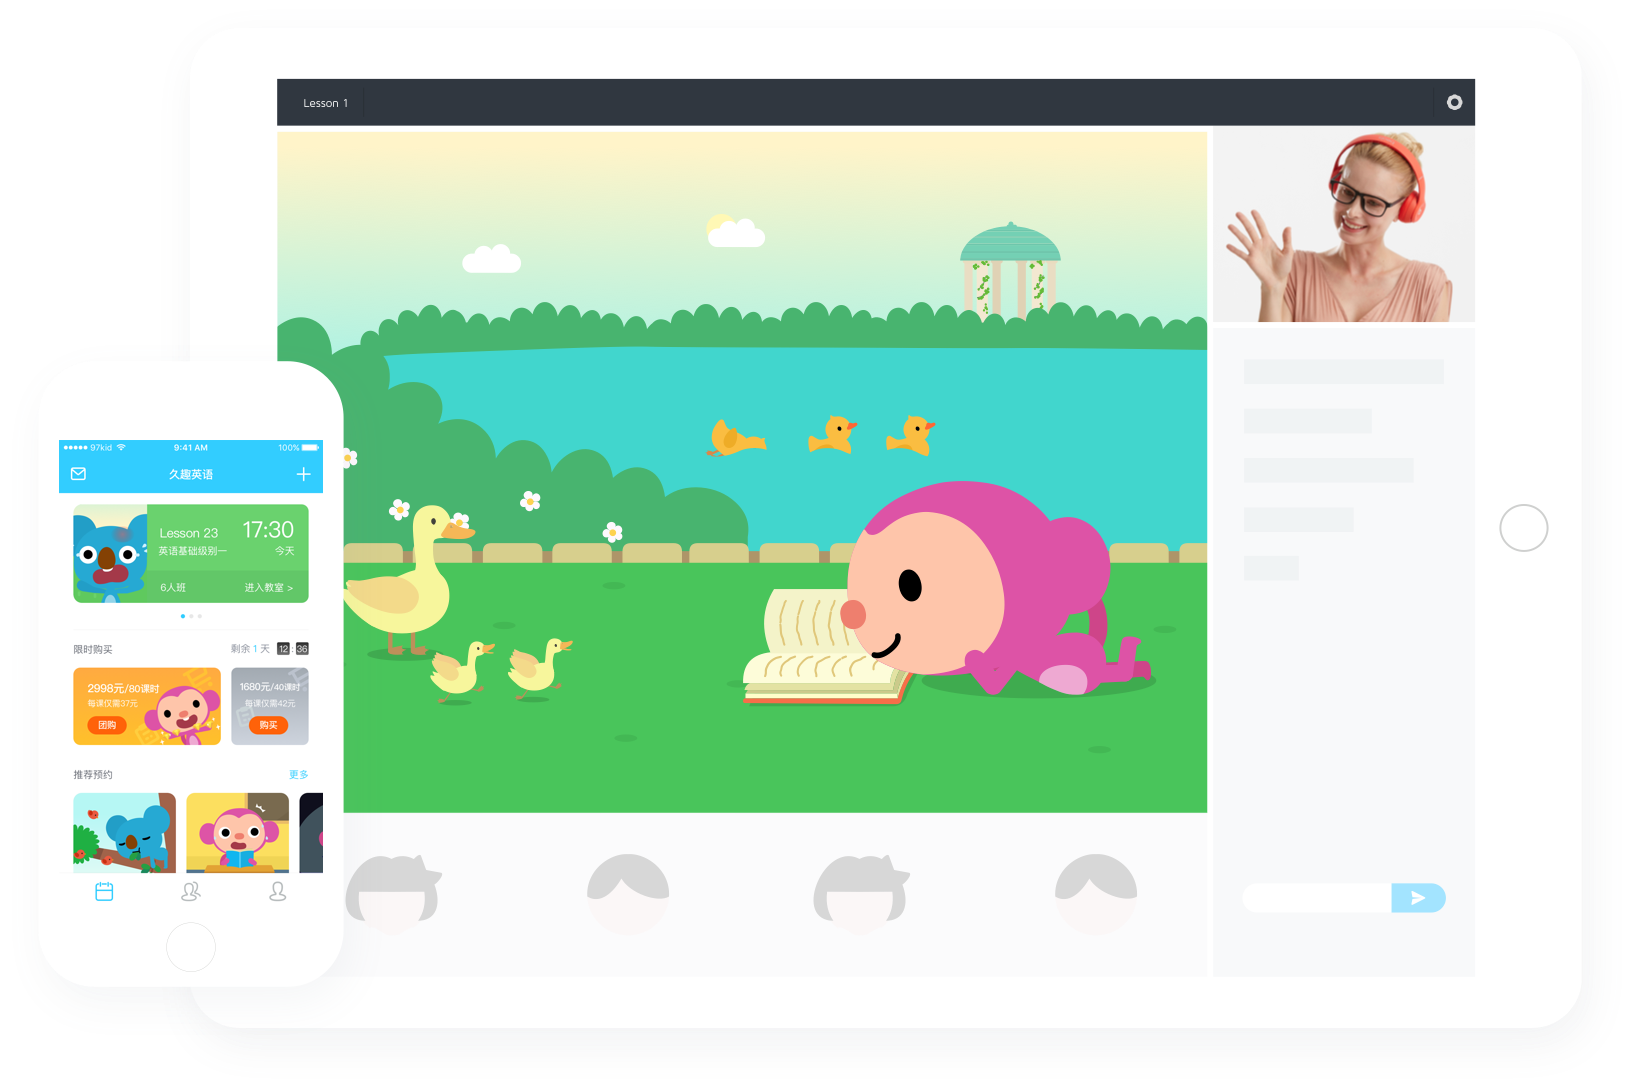 Lesson 1
97kid 9:41 AM 100%
久趣英语
Lesson 23 17:30
英语基础级别一 今天
6人班 进入教室 >
限时购买 剩余 1 天 12 : 36
2998元/80课时
每课仅需37元
团购
1680元/40课时
每课仅需42元
购买
推荐预约 更多